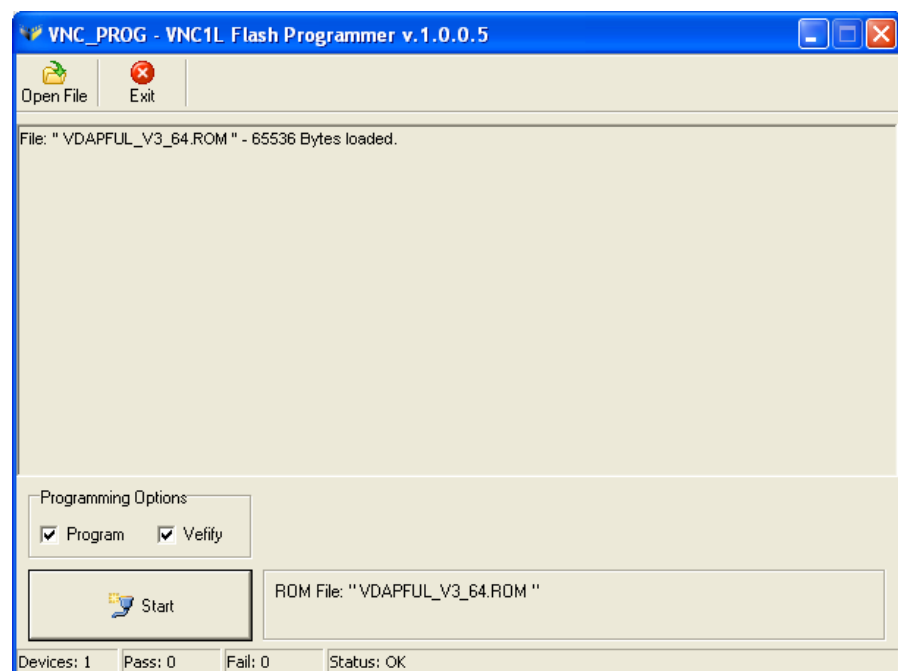 VNC_PROG - VNC1L Flash Programmer v.1.0.0.5
Open File Exit
File: " VDAPFUL_V3_64.ROM " - 65536 Bytes loaded.
Programming Options
Program Vefify
Start
ROM File: " VDAPFUL_V3_64.ROM "
Devices: 1 Pass: 0 Fail: 0 Status: OK